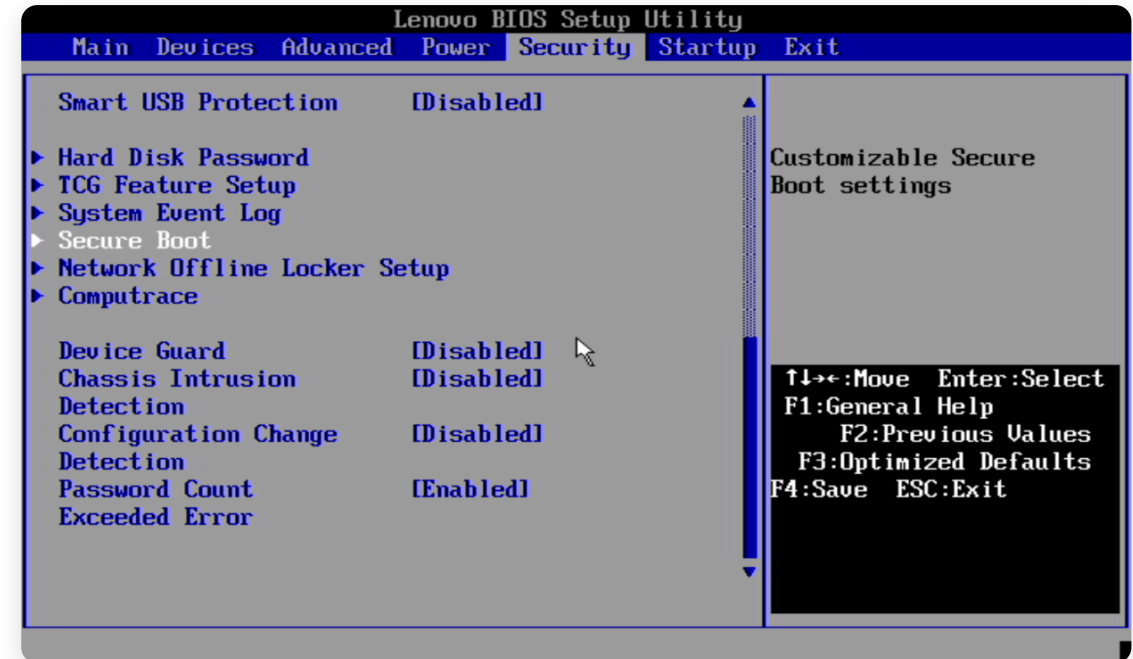 Lenovo BIOS Setup Utility
Main Devices Advanced Power Security Startup Exit
Smart USB Protection [Disabled]
Hard Disk Password
TCG Feature Setup
System Event Log
Secure Boot
Network Offline Locker Setup
Computrace
Device Guard [Disabled]
Chassis Intrusion [Disabled]
Detection
Configuration Change [Disabled]
Detection
Password Count [Enabled]
Exceeded Error
Customizable Secure
Boot settings
↑↓→←:Move Enter:Select
F1:General Help
F2:Previous Values
F3:Optimized Defaults
F4:Save ESC:Exit